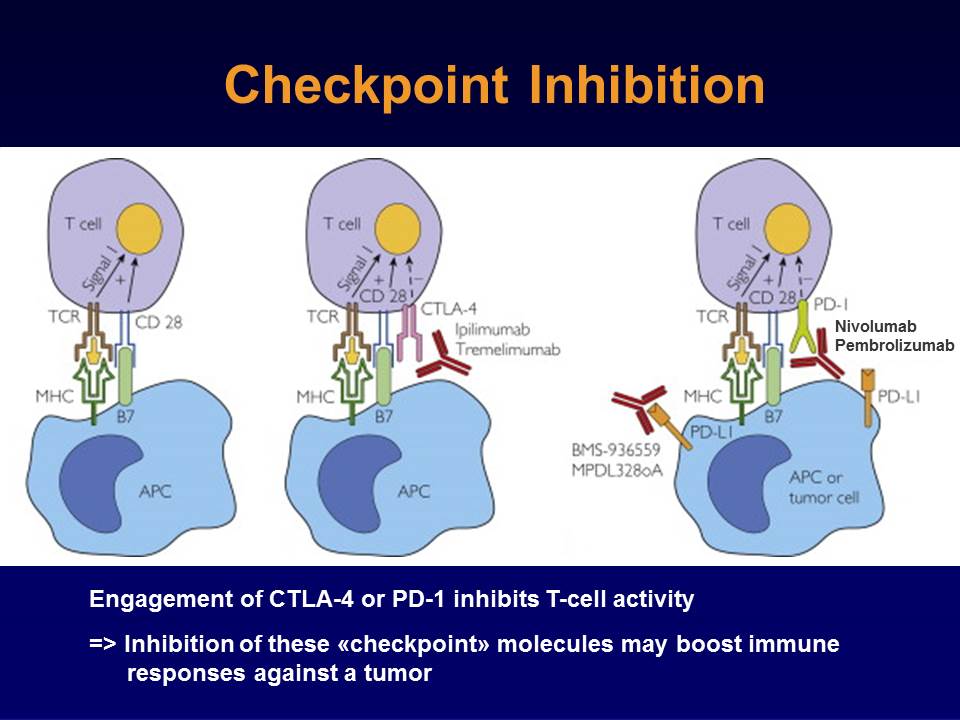 Checkpoint Inhibition
T cell
Signal I
+
TCR
CD 28
MHC
B7
APC
T cell
Signal I
+
−
CD 28
TCR
CTLA-4
Ipilimumab
Tremelimumab
MHC
B7
APC
T cell
Signal I
+
−
CD 28
TCR
PD-1
Nivolumab
Pembrolizumab
MHC
B7
PD-L1
PD-L1
BMS-936559
MPDL3280A
APC or
tumor cell
Engagement of CTLA-4 or PD-1 inhibits T-cell activity
=> Inhibition of these «checkpoint» molecules may boost immune
responses against a tumor